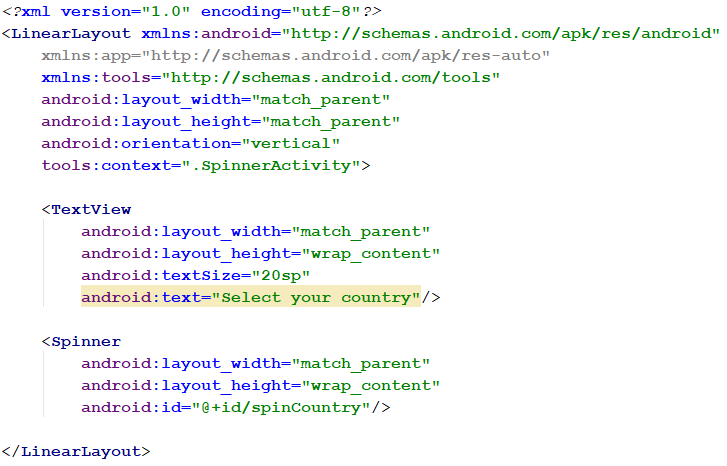 <?xml version="1.0" encoding="utf-8"?>
<LinearLayout xmlns:android="http://schemas.android.com/apk/res/android"
    xmlns:app="http://schemas.android.com/apk/res-auto"
    xmlns:tools="http://schemas.android.com/tools"
    android:layout_width="match_parent"
    android:layout_height="match_parent"
    android:orientation="vertical"
    tools:context=".SpinnerActivity">

    <TextView
        android:layout_width="match_parent"
        android:layout_height="wrap_content"
        android:textSize="20sp"
        android:text="Select your country"/>

    <Spinner
        android:layout_width="match_parent"
        android:layout_height="wrap_content"
        android:id="@+id/spinCountry"/>

</LinearLayout>